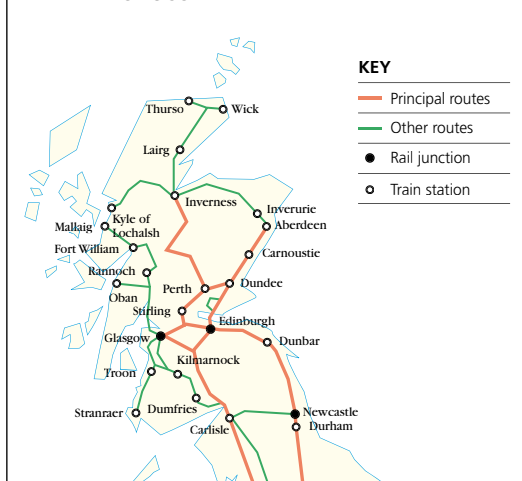 KEY
Principal routes
Other routes
Rail junction
Train station
Thurso
Wick
Lairg
Inverness
Inverurie
Kyle of
Lochalsh
Aberdeen
Mallaig
Fort William
Carnoustie
Rannoch
Perth
Dundee
Oban
Stirling
Edinburgh
Glasgow
Dunbar
Kilmarnock
Troon
Stranraer
Dumfries
Newcastle
Durham
Carlisle